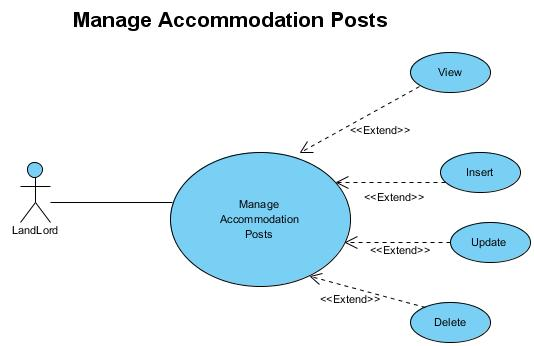 Manage Accommodation Posts
View
<<Extend>>
Insert
<<Extend>>
Manage
Accommodation
Posts
LandLord
Update
<<Extend>>
<<Extend>>
Delete